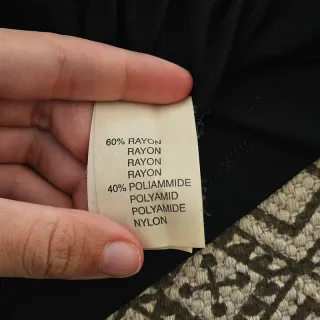 60% RAYON
RAYON
RAYON
RAYON
40% POLIAMMIDE
POLYAMID
POLYAMIDE
NYLON